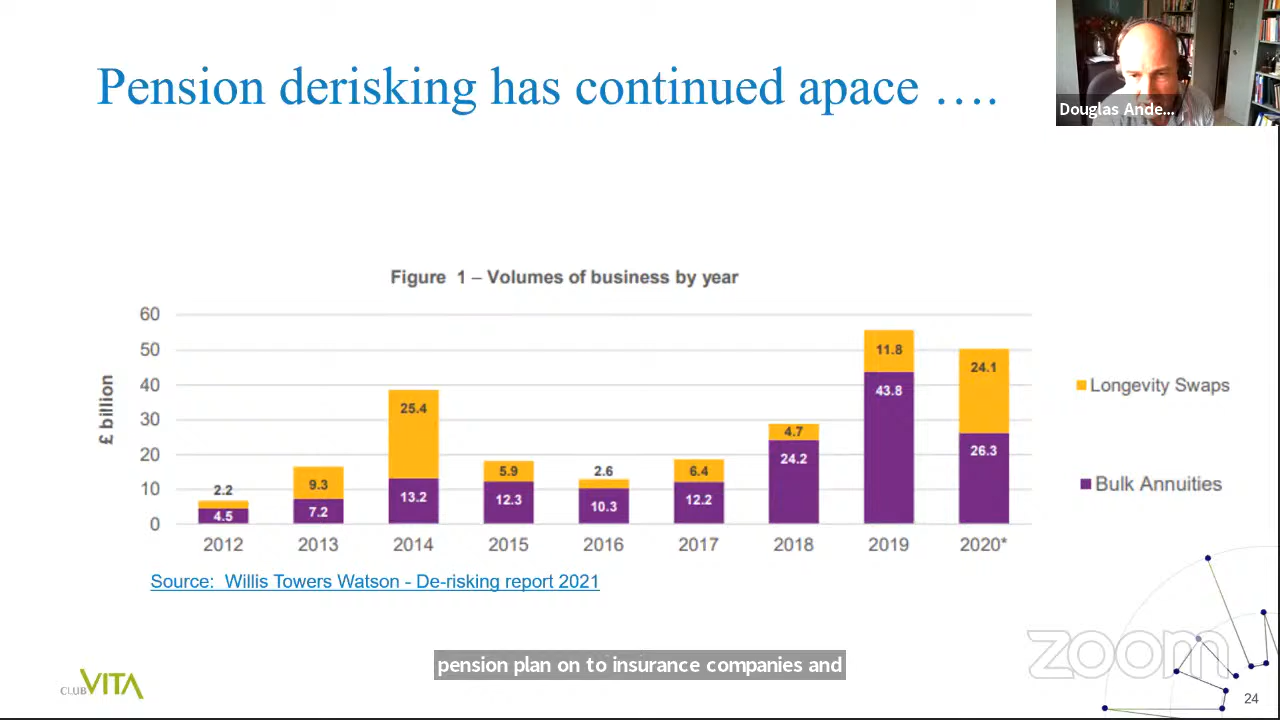 Pension derisking has continued apace ….
Douglas Ande...
Figure 1 – Volumes of business by year
60
50
40
30
20
10
0
£ billion
2.2
4.5
9.3
7.2
25.4
13.2
5.9
12.3
2.6
10.3
6.4
12.2
4.7
24.2
11.8
43.8
24.1
26.3
Longevity Swaps
Bulk Annuities
2012 2013 2014 2015 2016 2017 2018 2019 2020*
Source: Willis Towers Watson - De-risking report 2021
pension plan on to insurance companies and
zoom
CLUB VITA
24